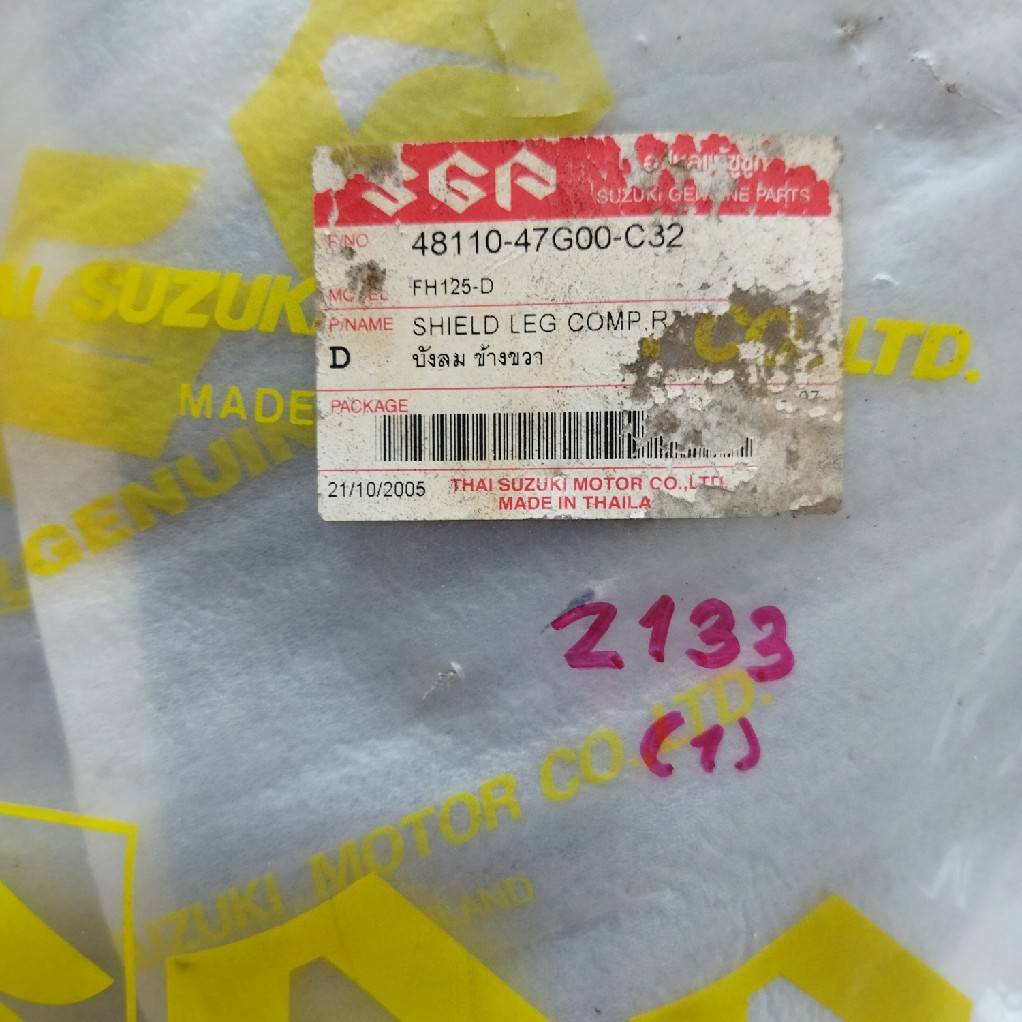 SGP
SUZUKI GENUINE PARTS
P/NO 48110-47G00-C32
MODEL FH125-D
P/NAME SHIELD LEG COMP,R
D บังลม ข้างขวา
PACKAGE
21/10/2005 THAI SUZUKI MOTOR CO.,LTD.
MADE IN THAILA
SUZUK
LTD.
MADE
GENUIN
2133
(1)
SUZUKI MOTOR CO.,LTD.
LAND